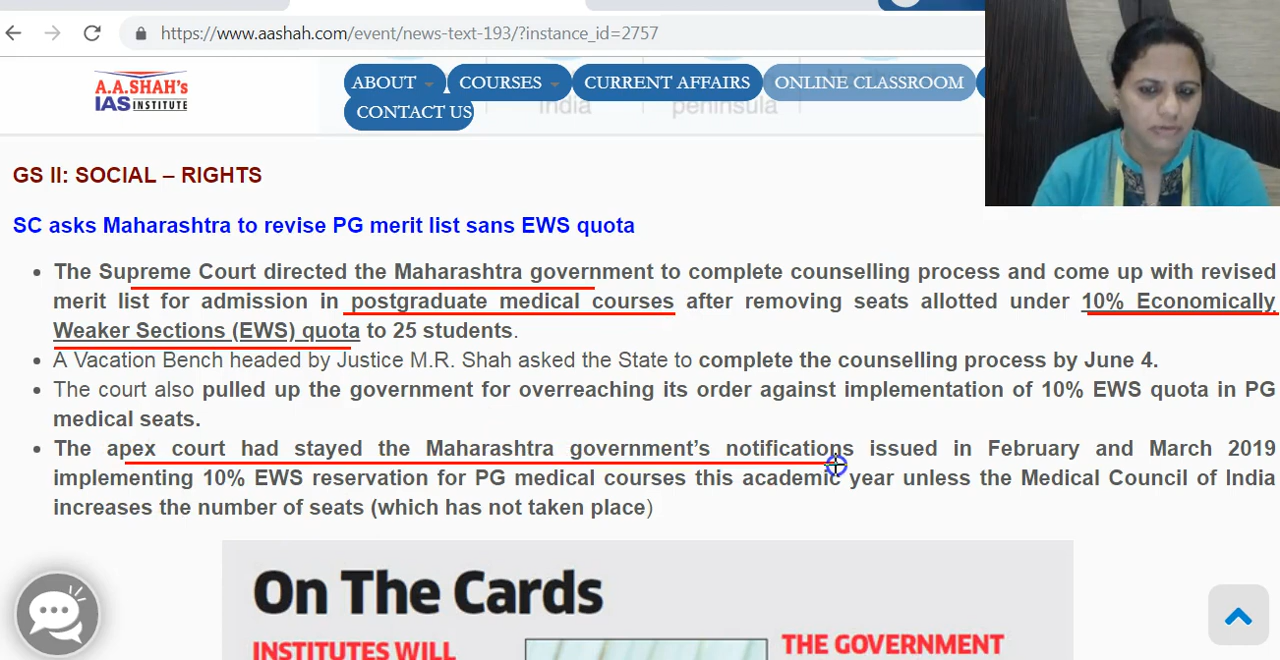 https://www.aashah.com/event/news-text-193/?instance_id=2757
A.A.SHAH's
IAS INSTITUTE
ABOUT
COURSES
CURRENT AFFAIRS
ONLINE CLASSROOM
CONTACT US
India
peninsula
GS II: SOCIAL – RIGHTS
SC asks Maharashtra to revise PG merit list sans EWS quota
• The Supreme Court directed the Maharashtra government to complete counselling process and come up with revised
merit list for admission in postgraduate medical courses after removing seats allotted under 10% Economically
Weaker Sections (EWS) quota to 25 students.
• A Vacation Bench headed by Justice M.R. Shah asked the State to complete the counselling process by June 4.
• The court also pulled up the government for overreaching its order against implementation of 10% EWS quota in PG
medical seats.
• The apex court had stayed the Maharashtra government's notifications issued in February and March 2019
implementing 10% EWS reservation for PG medical courses this academic year unless the Medical Council of India
increases the number of seats (which has not taken place)
On The Cards
INSTITUTES WILL
THE GOVERNMENT